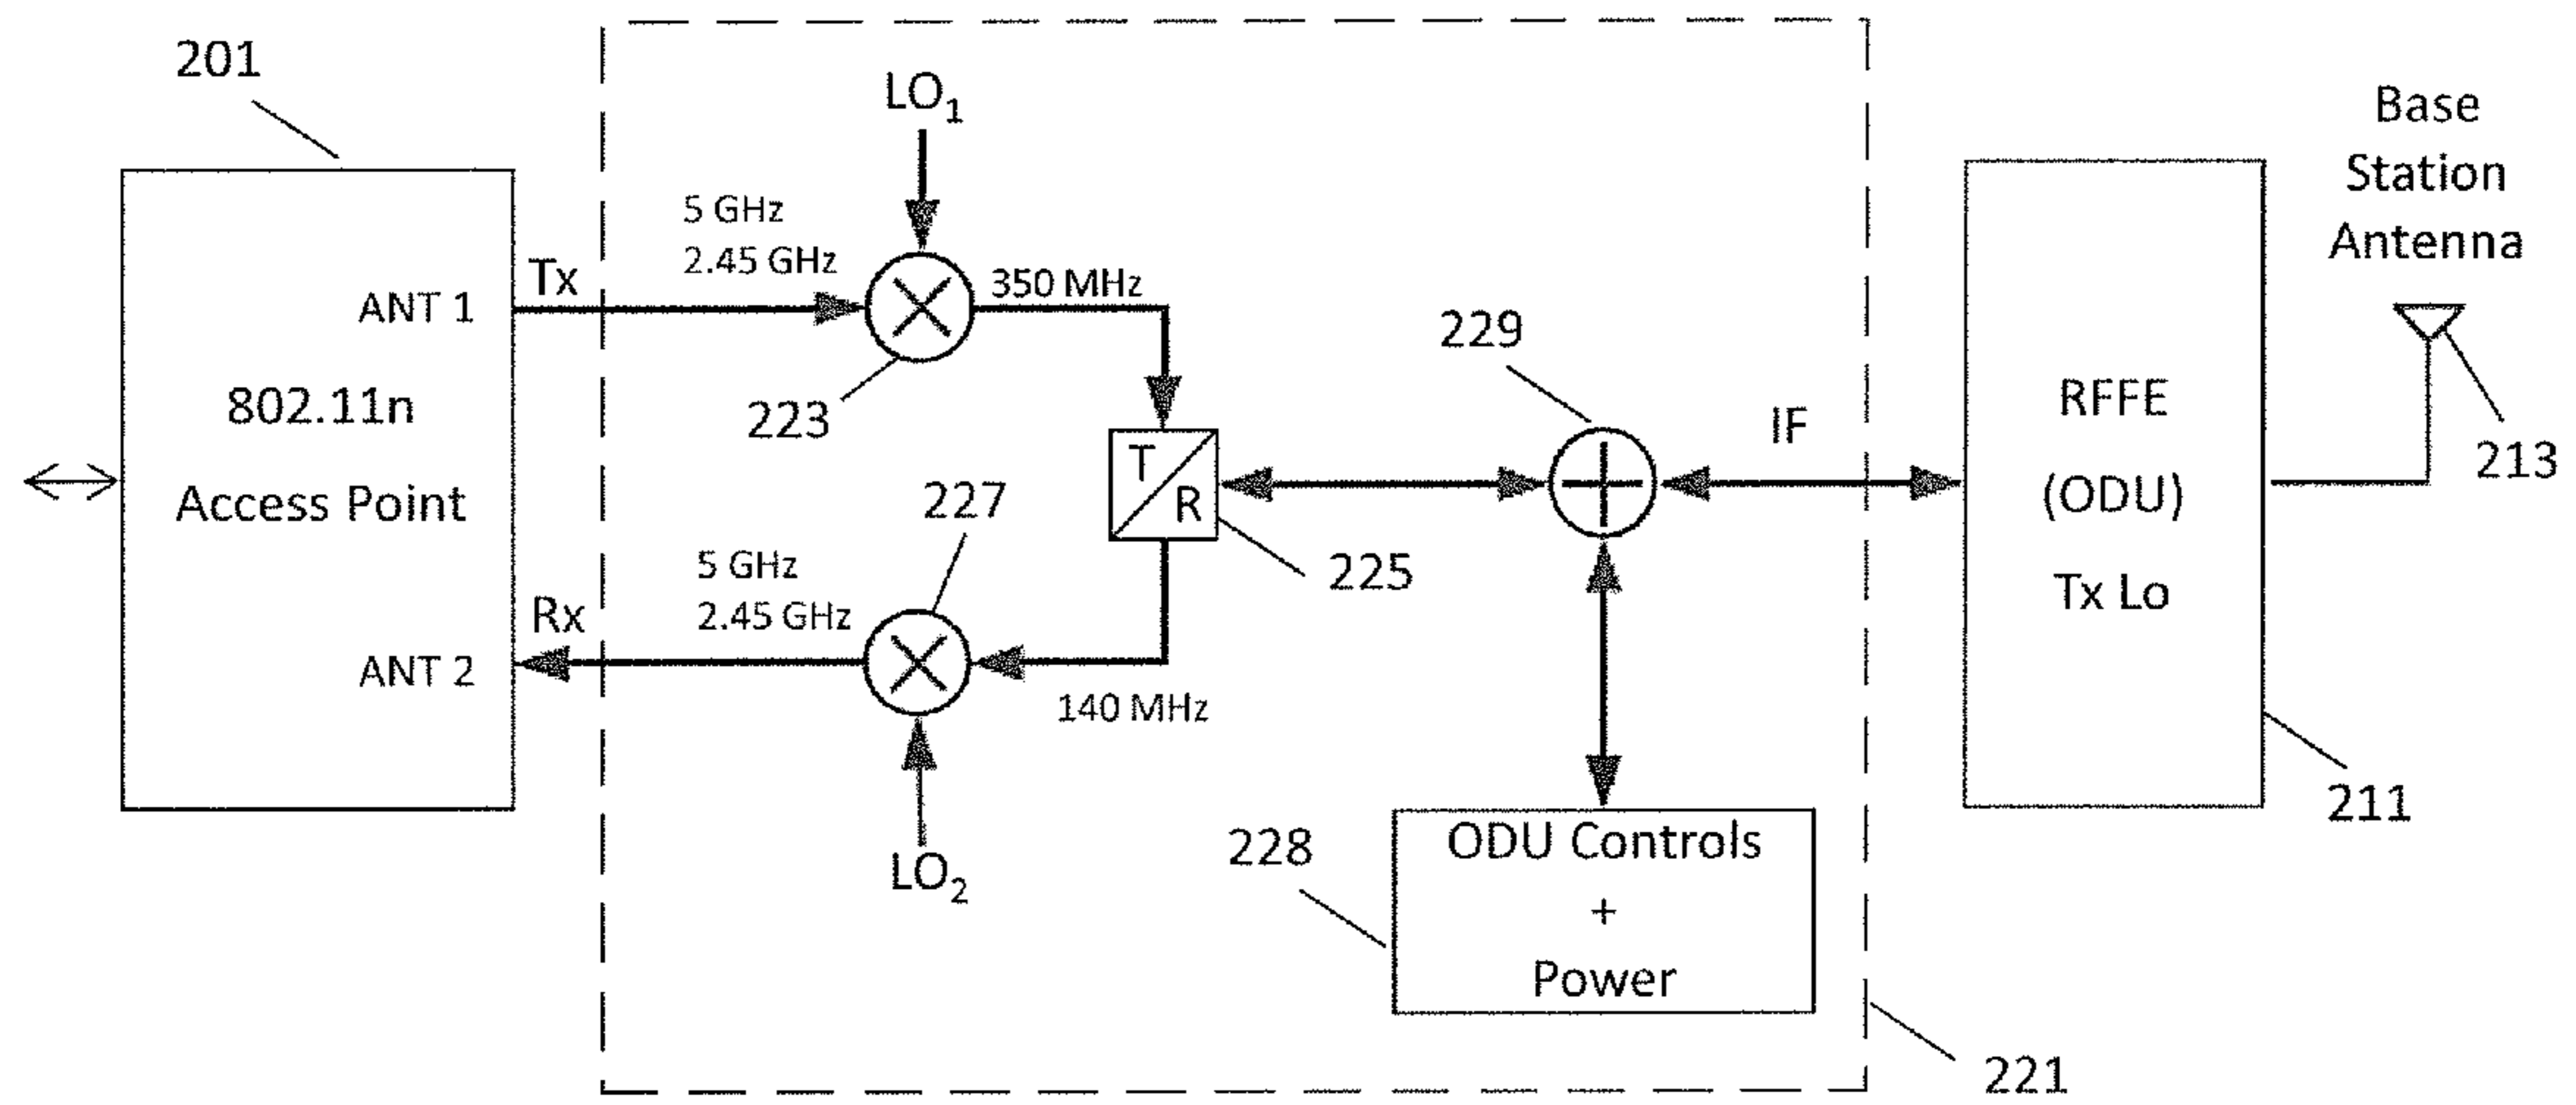 201
LO1
Base
Station
Antenna
5 GHz
2.45 GHz
Tx
350 MHz
ANT 1
229
802.11n
223
RFFE
IF
T
R
213
Access Point
227
(ODU)
225
5 GHz
2.45 GHz
Tx Lo
Rx
ANT 2
140 MHz
211
LO2
228
ODU Controls
+
Power
221